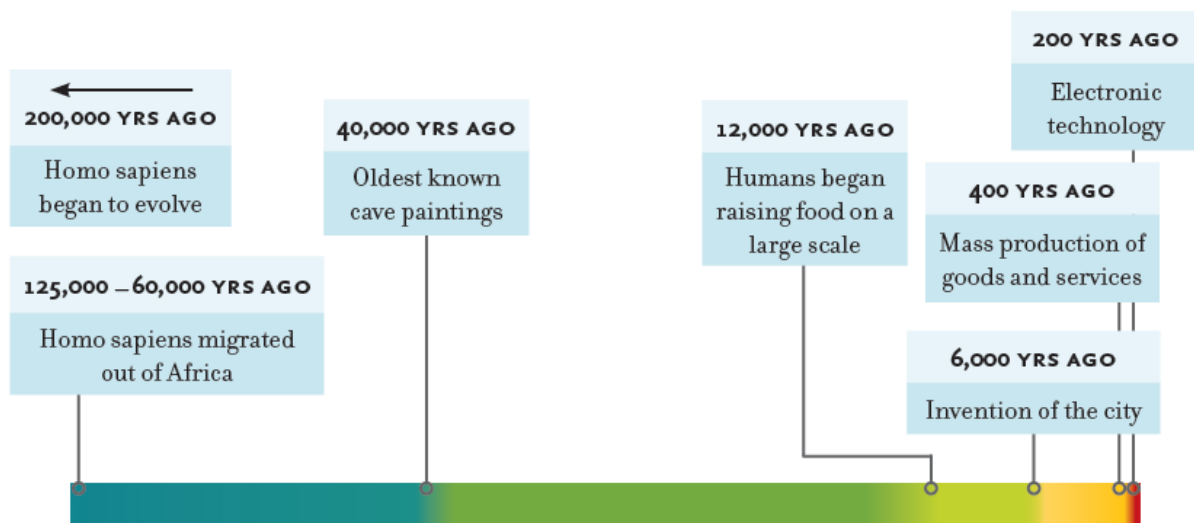 200,000 YRS AGO
Homo sapiens
began to evolve
125,000 – 60,000 YRS AGO
Homo sapiens migrated
out of Africa
40,000 YRS AGO
Oldest known
cave paintings
12,000 YRS AGO
Humans began
raising food on a
large scale
200 YRS AGO
Electronic
technology
400 YRS AGO
Mass production of
goods and services
6,000 YRS AGO
Invention of the city